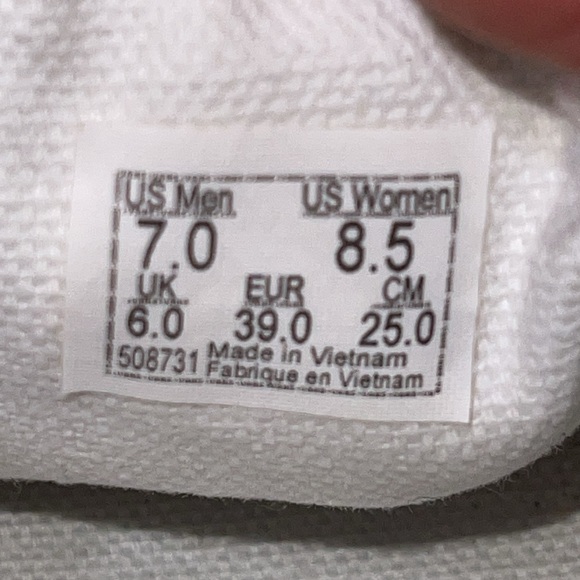 US Men US Women
7.0 8.5
UK EUR CM
6.0 39.0 25.0
508731 Made in Vietnam
Fabrique en Vietnam